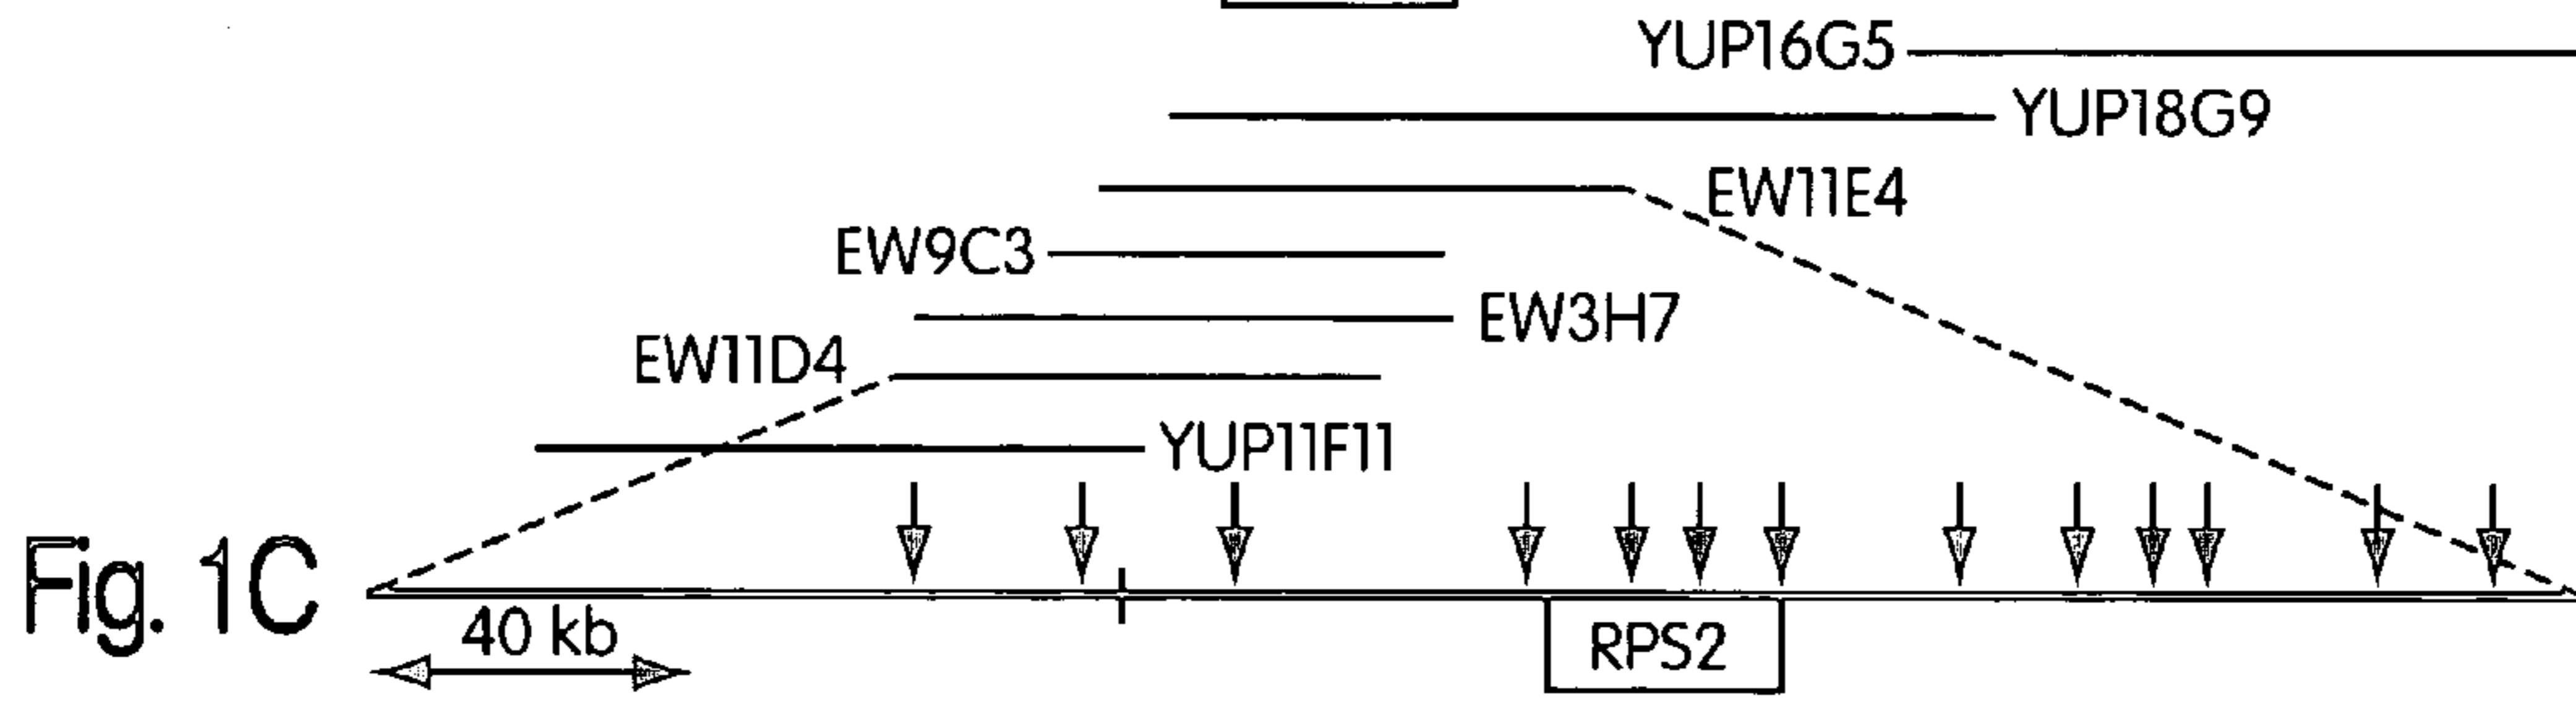 YUP16G5
YUP18G9
EW11E4
EW9C3
EW3H7
EW11D4
YUP11F11
Fig. 1C
40 kb
RPS2